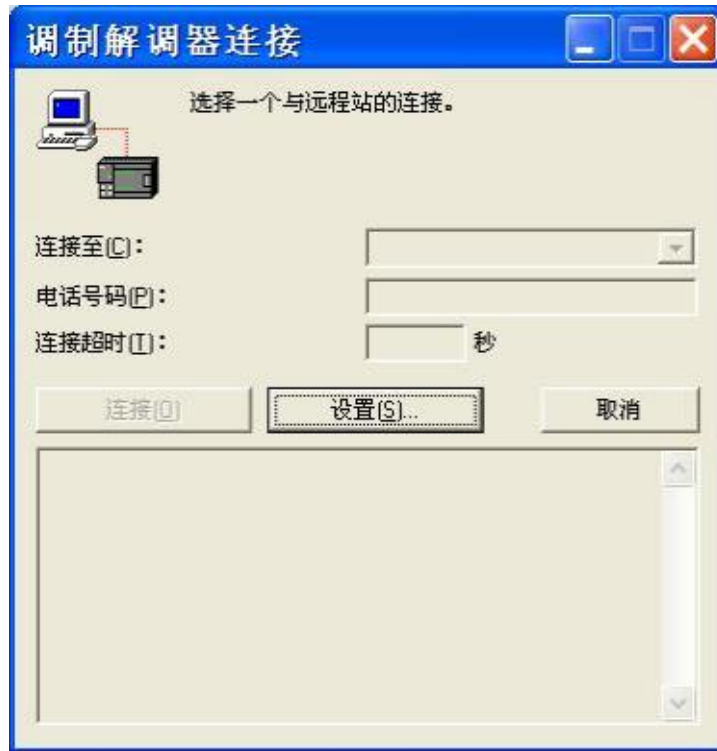 调制解调器连接
选择一个与远程站的连接。
连接至(C):
电话号码(P):
连接超时(T): 秒
连接(O) 设置(S)... 取消